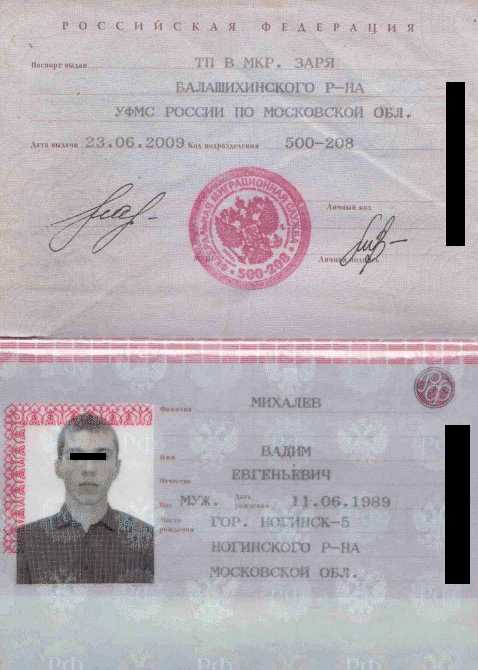 РОССИЙСКАЯ ФЕДЕРАЦИЯ
Паспорт выдан ТП В МКР. ЗАРЯ
БАЛАШИХИНСКОГО Р-НА
УФМС РОССИИ ПО МОСКОВСКОЙ ОБЛ.
Дата выдачи 23.06.2009 Код подразделения 500-208
Личный код
ФЕДЕРАЛЬНАЯ МИГРАЦИОННАЯ СЛУЖБА
500-208
Личная подпись
Фамилия МИХАЛЕВ
Имя ВАДИМ
Отчество ЕВГЕНЬЕВИЧ
Пол МУЖ. Дата рождения 11.06.1989
Место рождения ГОР. НОГИНСК-5
НОГИНСКОГО Р-НА
МОСКОВСКОЙ ОБЛ.
РФ РФ РФ